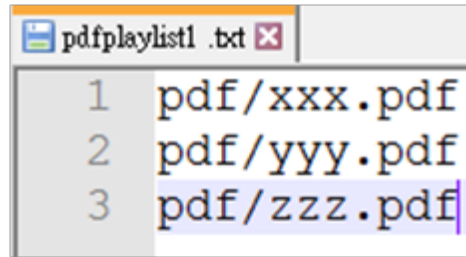 pdfplaylist1 .txt
1 pdf/xxx.pdf
2 pdf/yyy.pdf
3 pdf/zzz.pdf